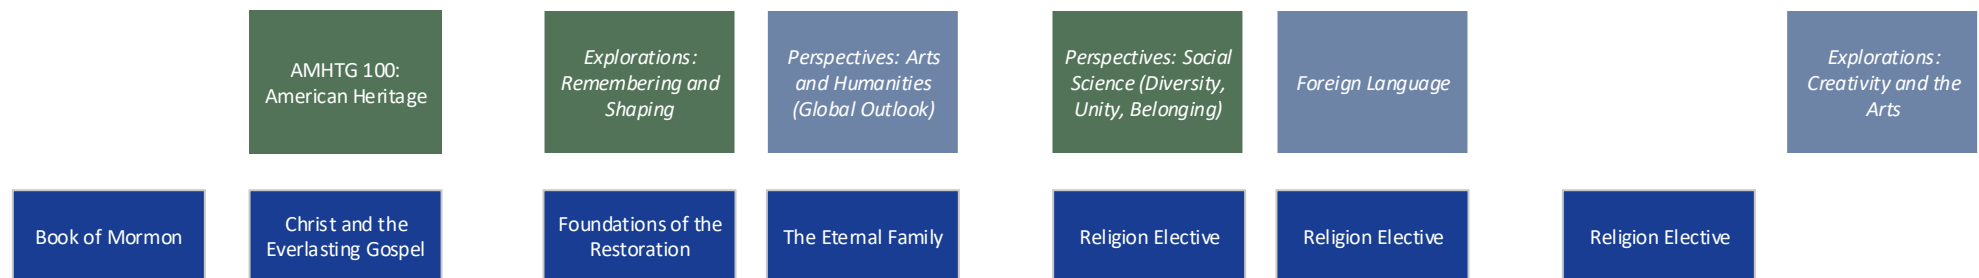 AMHTG 100:
American Heritage
Explorations:
Remembering and
Shaping
Perspectives: Arts
and Humanities
(Global Outlook)
Perspectives: Social
Science (Diversity,
Unity, Belonging)
Foreign Language
Explorations:
Creativity and the
Arts
Book of Mormon
Christ and the
Everlasting Gospel
Foundations of the
Restoration
The Eternal Family
Religion Elective
Religion Elective
Religion Elective